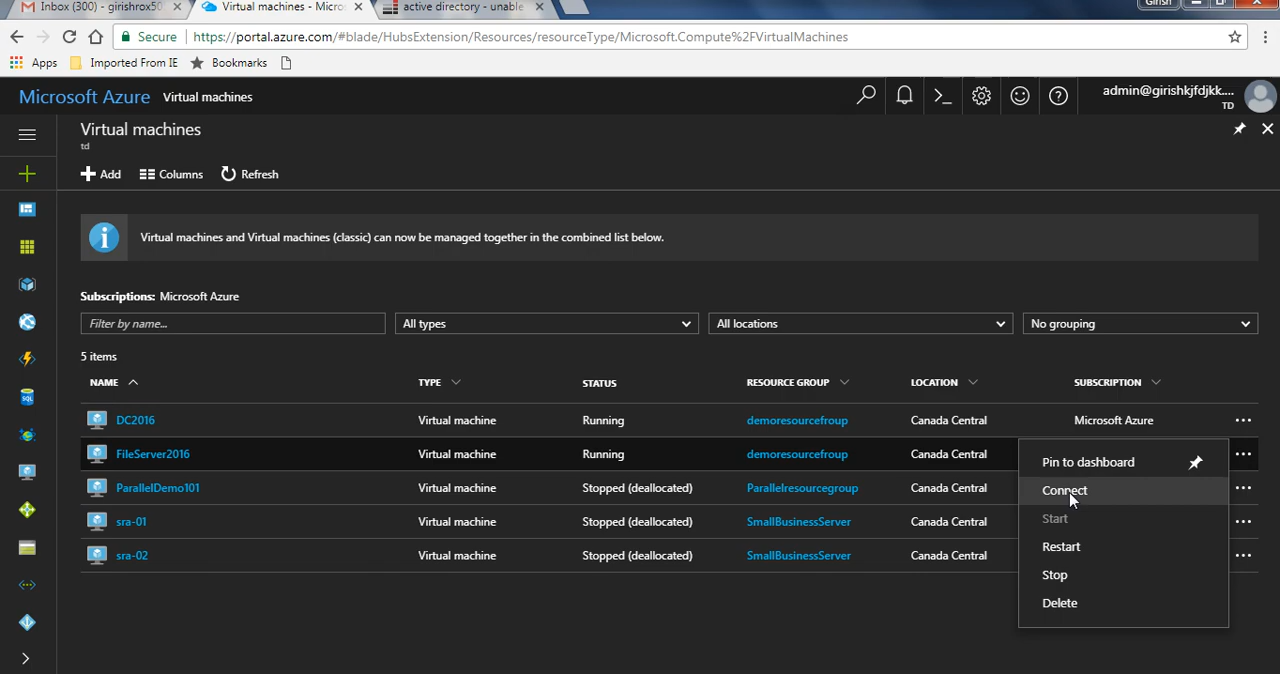 Inbox (300) - girishrox50
Virtual machines - Micro
active directory - unable
Girish
Secure https://portal.azure.com/#blade/HubsExtension/Resources/resourceType/Microsoft.Compute%2FVirtualMachines
Apps Imported From IE Bookmarks
Microsoft Azure Virtual machines
admin@girishkjfdjkk....
TD
Virtual machines
td
Add Columns Refresh
Virtual machines and Virtual machines (classic) can now be managed together in the combined list below.
Subscriptions: Microsoft Azure
Filter by name... All types All locations No grouping
5 items
NAME TYPE STATUS RESOURCE GROUP LOCATION SUBSCRIPTION
DC2016 Virtual machine Running demoresourcefroup Canada Central Microsoft Azure ...
FileServer2016 Virtual machine Running demoresourcefroup Canada Central ...
ParallelDemo101 Virtual machine Stopped (deallocated) Parallelresourcegroup Canada Central ...
sra-01 Virtual machine Stopped (deallocated) SmallBusinessServer Canada Central ...
sra-02 Virtual machine Stopped (deallocated) SmallBusinessServer Canada Central ...
Pin to dashboard
Connect
Start
Restart
Stop
Delete
SQL